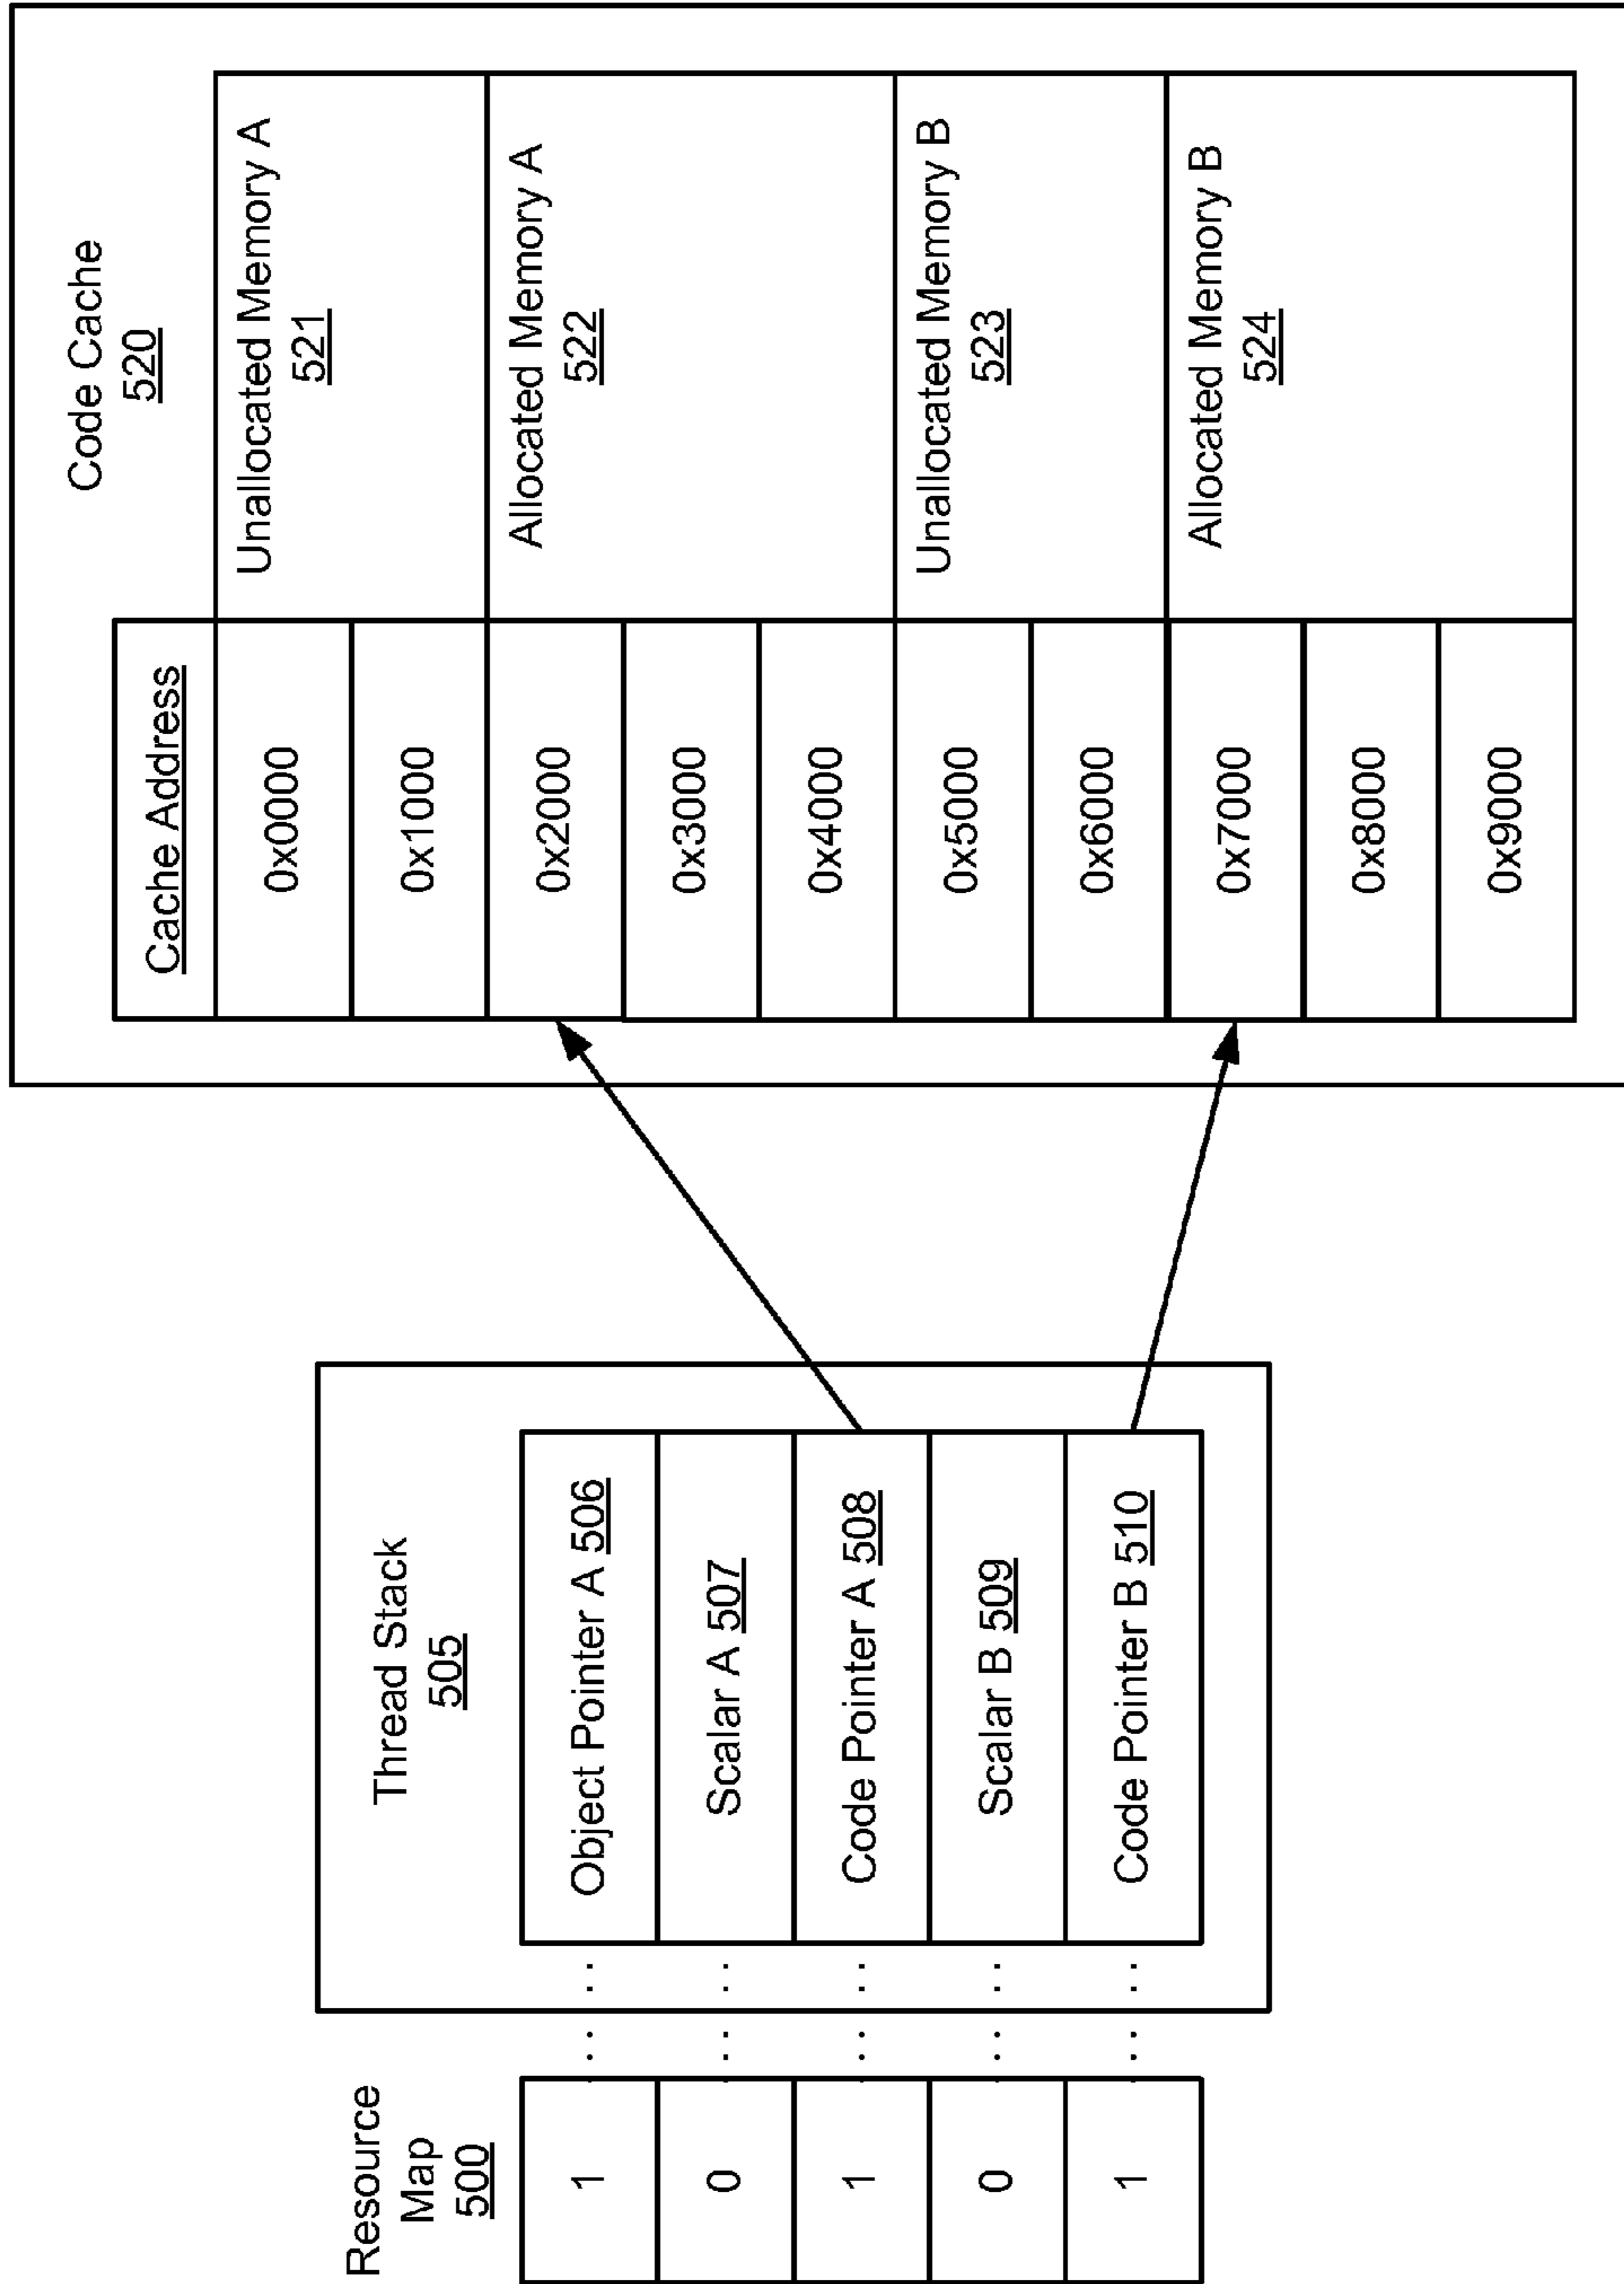 Resource
Map
500
1
0
1
0
1
Thread Stack
505
Object Pointer A 506
Scalar A 507
Code Pointer A 508
Scalar B 509
Code Pointer B 510
Code Cache
520
Cache Address
0x0000
0x1000
0x2000
0x3000
0x4000
0x5000
0x6000
0x7000
0x8000
0x9000
Unallocated Memory A
521
Allocated Memory A
522
Unallocated Memory B
523
Allocated Memory B
524